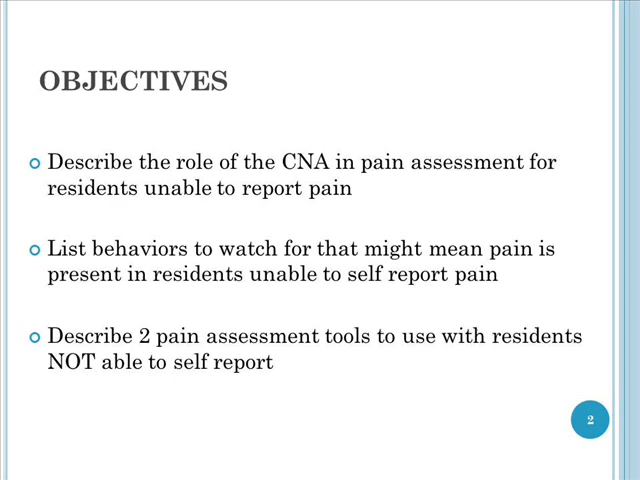 OBJECTIVES
Describe the role of the CNA in pain assessment for
residents unable to report pain
List behaviors to watch for that might mean pain is
present in residents unable to self report pain
Describe 2 pain assessment tools to use with residents
NOT able to self report
2